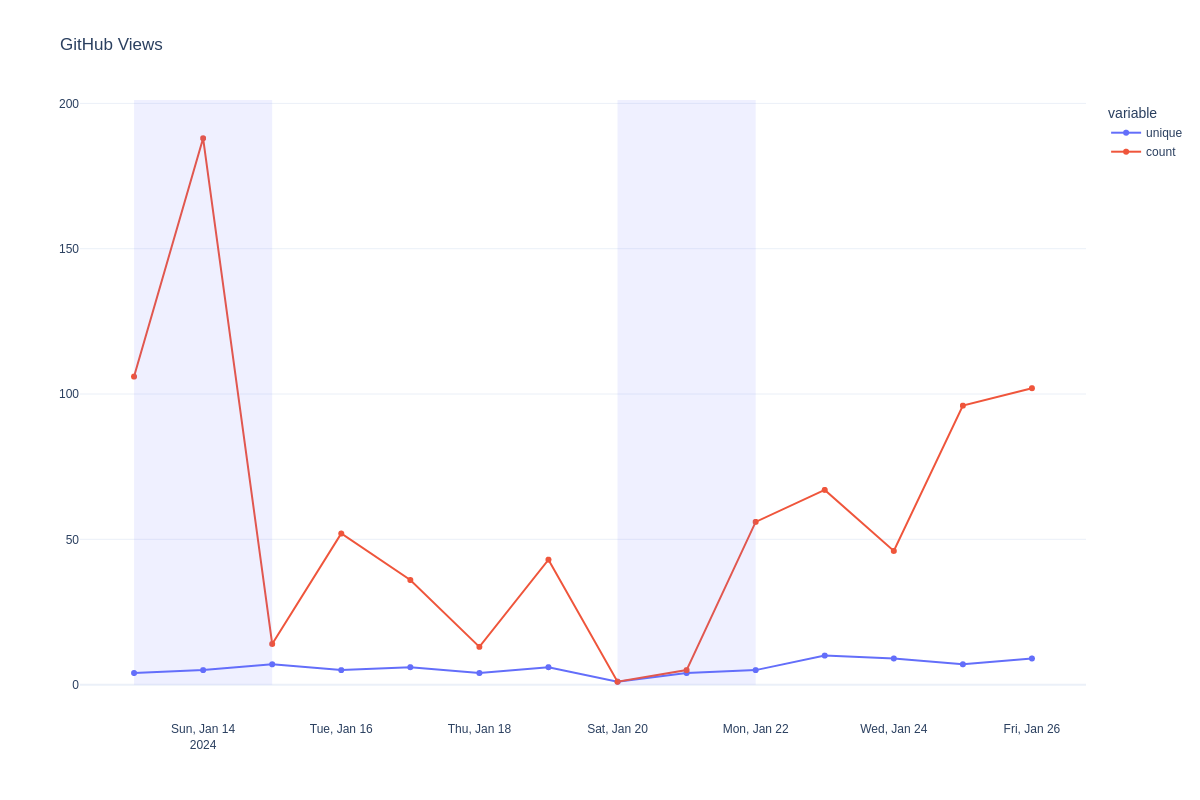 GitHub Views
variable
unique
count
200
150
100
50
0
Sun, Jan 14
2024
Tue, Jan 16
Thu, Jan 18
Sat, Jan 20
Mon, Jan 22
Wed, Jan 24
Fri, Jan 26